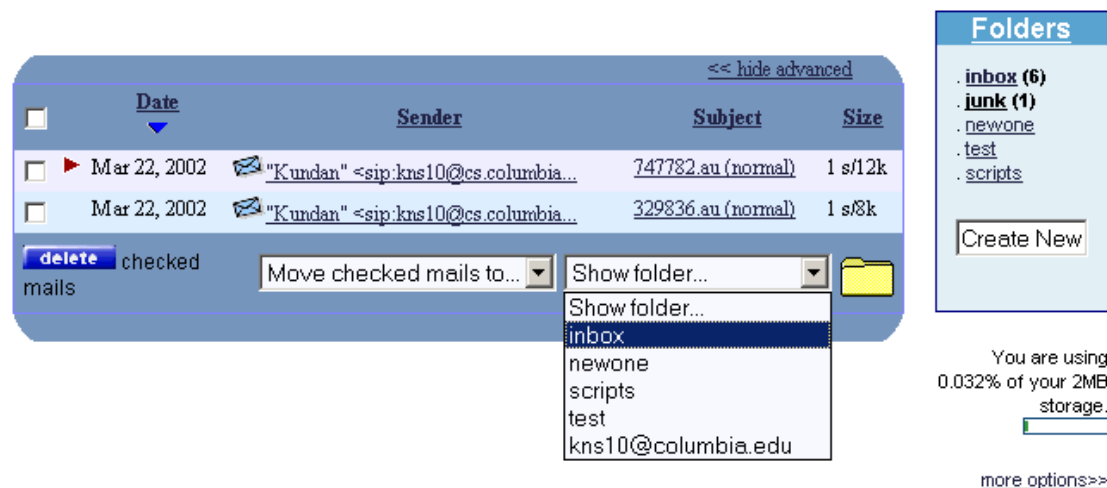 << hide advanced
Date Sender Subject Size
Mar 22, 2002 "Kundan" <sip:kns10@cs.columbia... 747782.au (normal) 1 s/12k
Mar 22, 2002 "Kundan" <sip:kns10@cs.columbia... 329836.au (normal) 1 s/8k
delete checked
mails
Move checked mails to... Show folder...
Show folder...
inbox
newone
scripts
test
kns10@columbia.edu
Folders
. inbox (6)
. junk (1)
. newone
. test
. scripts
Create New
You are using
0.032% of your 2MB
storage.
more options>>